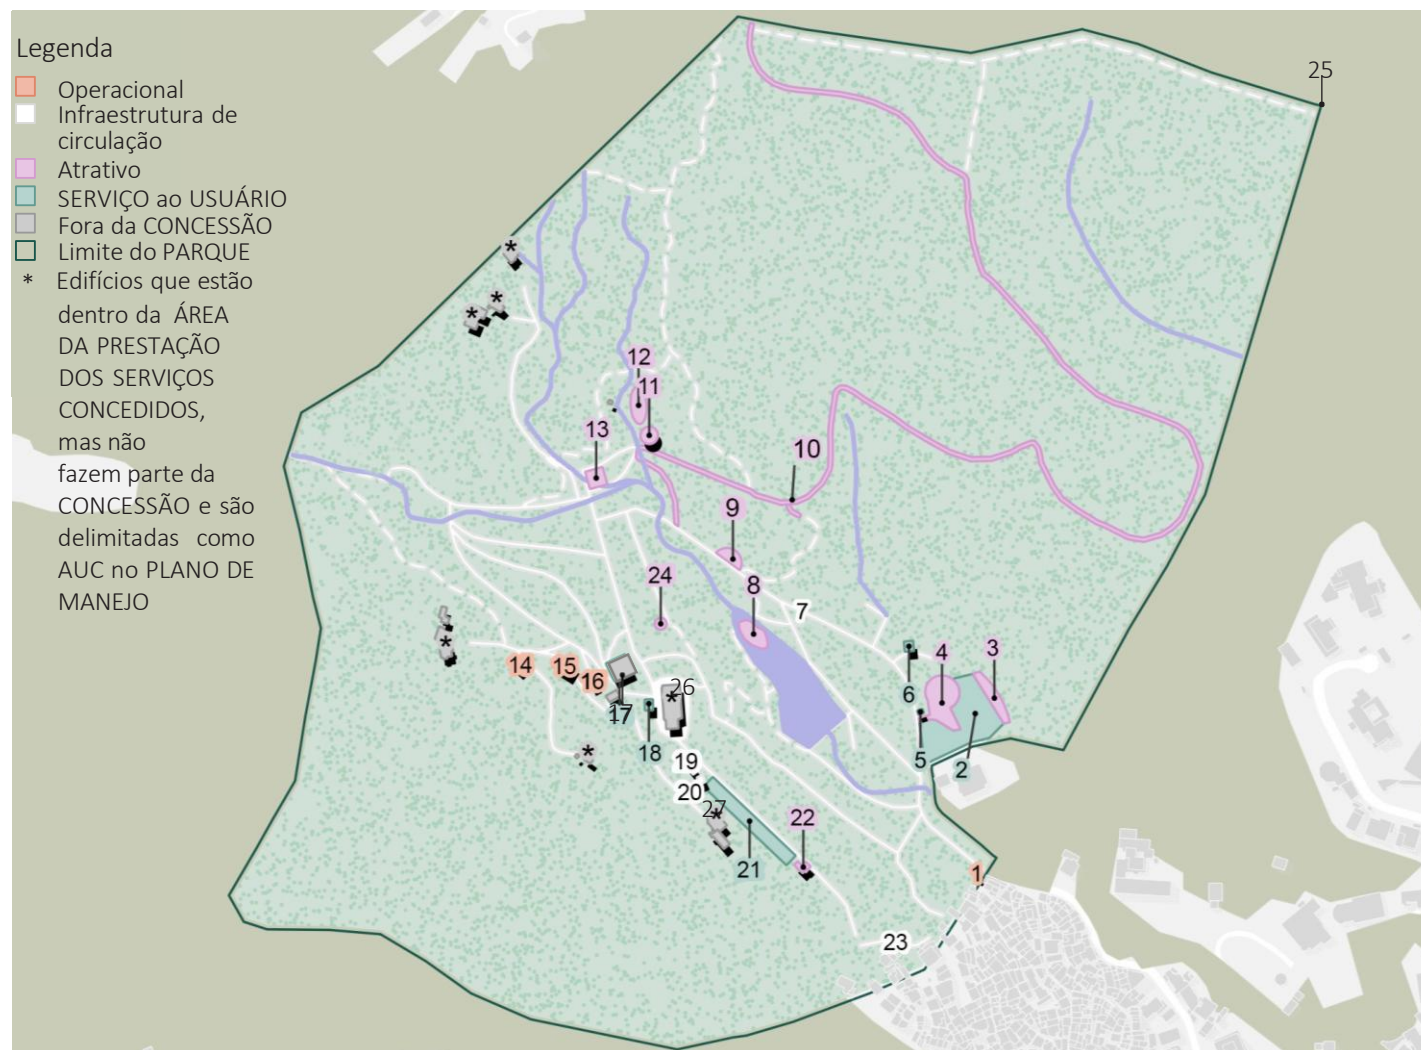 Legenda
Operacional
Infraestrutura de
circulação
Atrativo
SERVIÇO ao USUÁRIO
Fora da CONCESSÃO
Limite do PARQUE
* Edifícios que estão
dentro da ÁREA
DA PRESTAÇÃO
DOS SERVIÇOS
CONCEDIDOS,
mas não
fazem parte da
CONCESSÃO e são
delimitadas como
AUC no PLANO DE
MANEJO
25
*
*
*
12
11
13
10
9
24
8
7
14
15
16
*
17
26
*
18
6
4
3
5
2
*
19
20
27
*
21
22
1
23